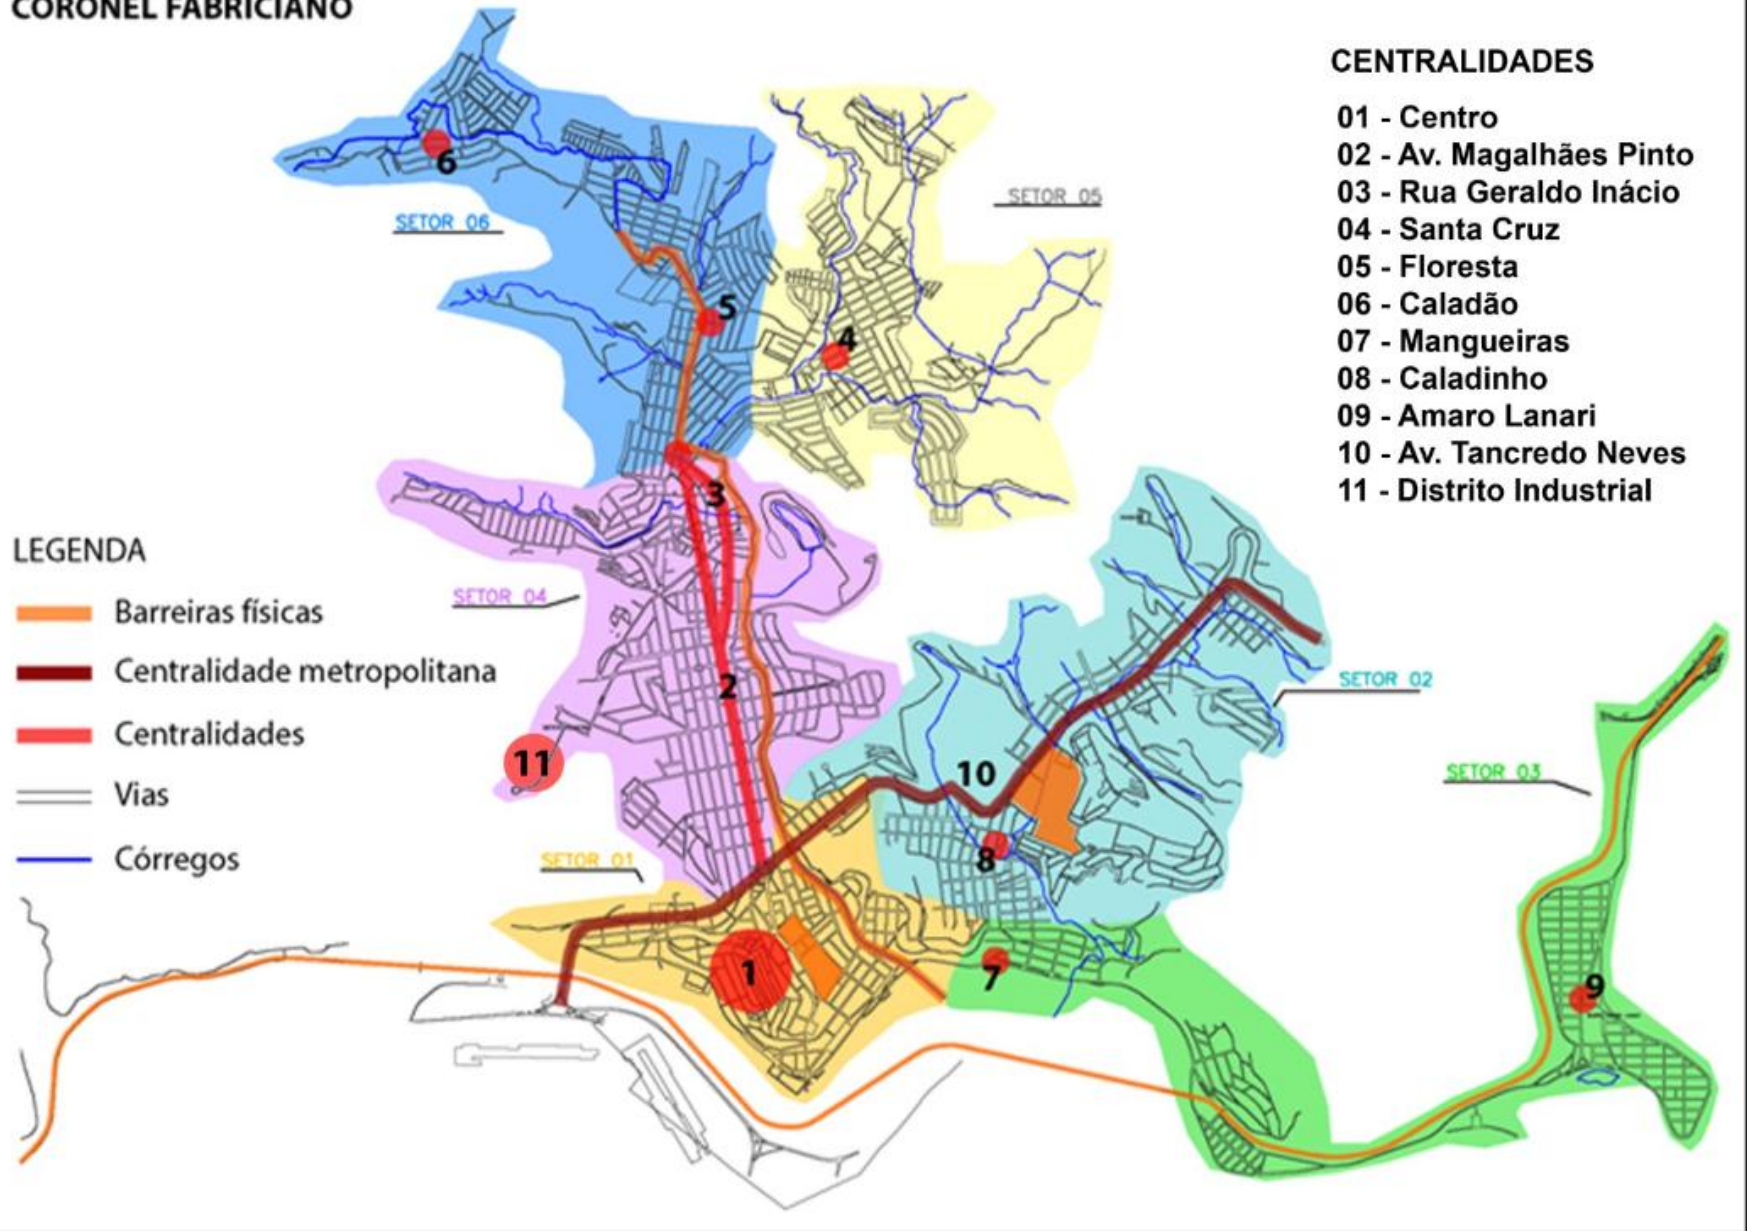 CORONEL FABRICIANO
CENTRALIDADES
01 - Centro
02 - Av. Magalhães Pinto
03 - Rua Geraldo Inácio
04 - Santa Cruz
05 - Floresta
06 - Caladão
07 - Mangueiras
08 - Caladinho
09 - Amaro Lanari
10 - Av. Tancredo Neves
11 - Distrito Industrial
6
SETOR 06
SETOR 05
5
4
3
LEGENDA
Barreiras físicas
Centralidade metropolitana
Centralidades
Vias
Córregos
SETOR 04
2
SETOR 02
11
10
SETOR 03
8
SETOR 01
1
7
9